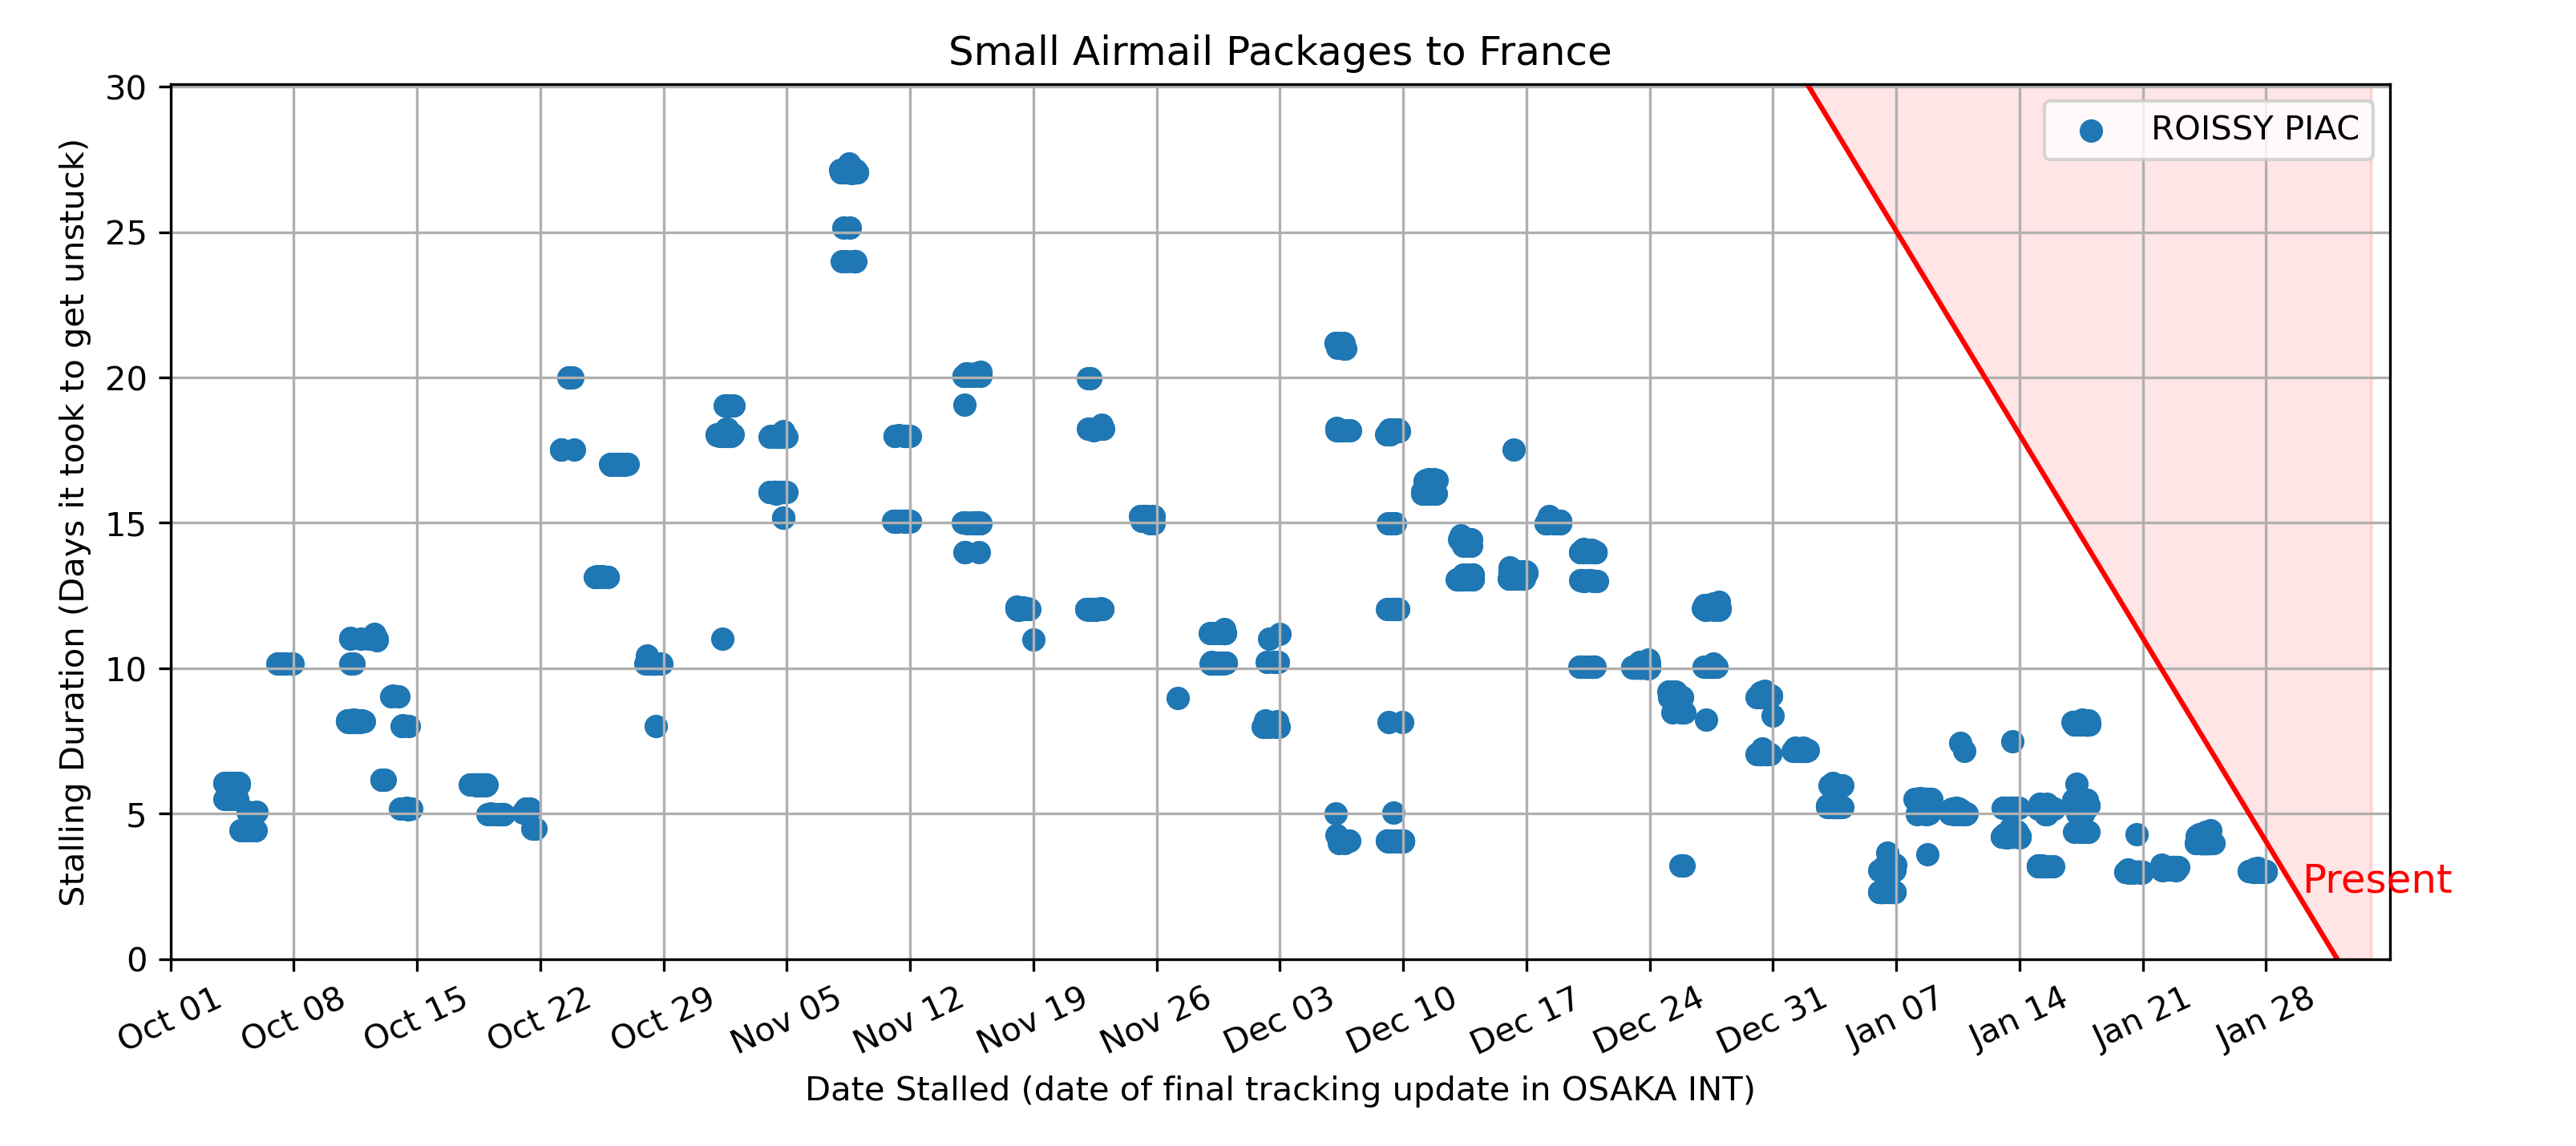 Small Airmail Packages to France
30
25
20
15
10
5
0
Stalling Duration (Days it took to get unstuck)
ROISSY PIAC
Present
Oct 01
Oct 08
Oct 15
Oct 22
Oct 29
Nov 05
Nov 12
Nov 19
Nov 26
Dec 03
Dec 10
Dec 17
Dec 24
Dec 31
Jan 07
Jan 14
Jan 21
Jan 28
Date Stalled (date of final tracking update in OSAKA INT)